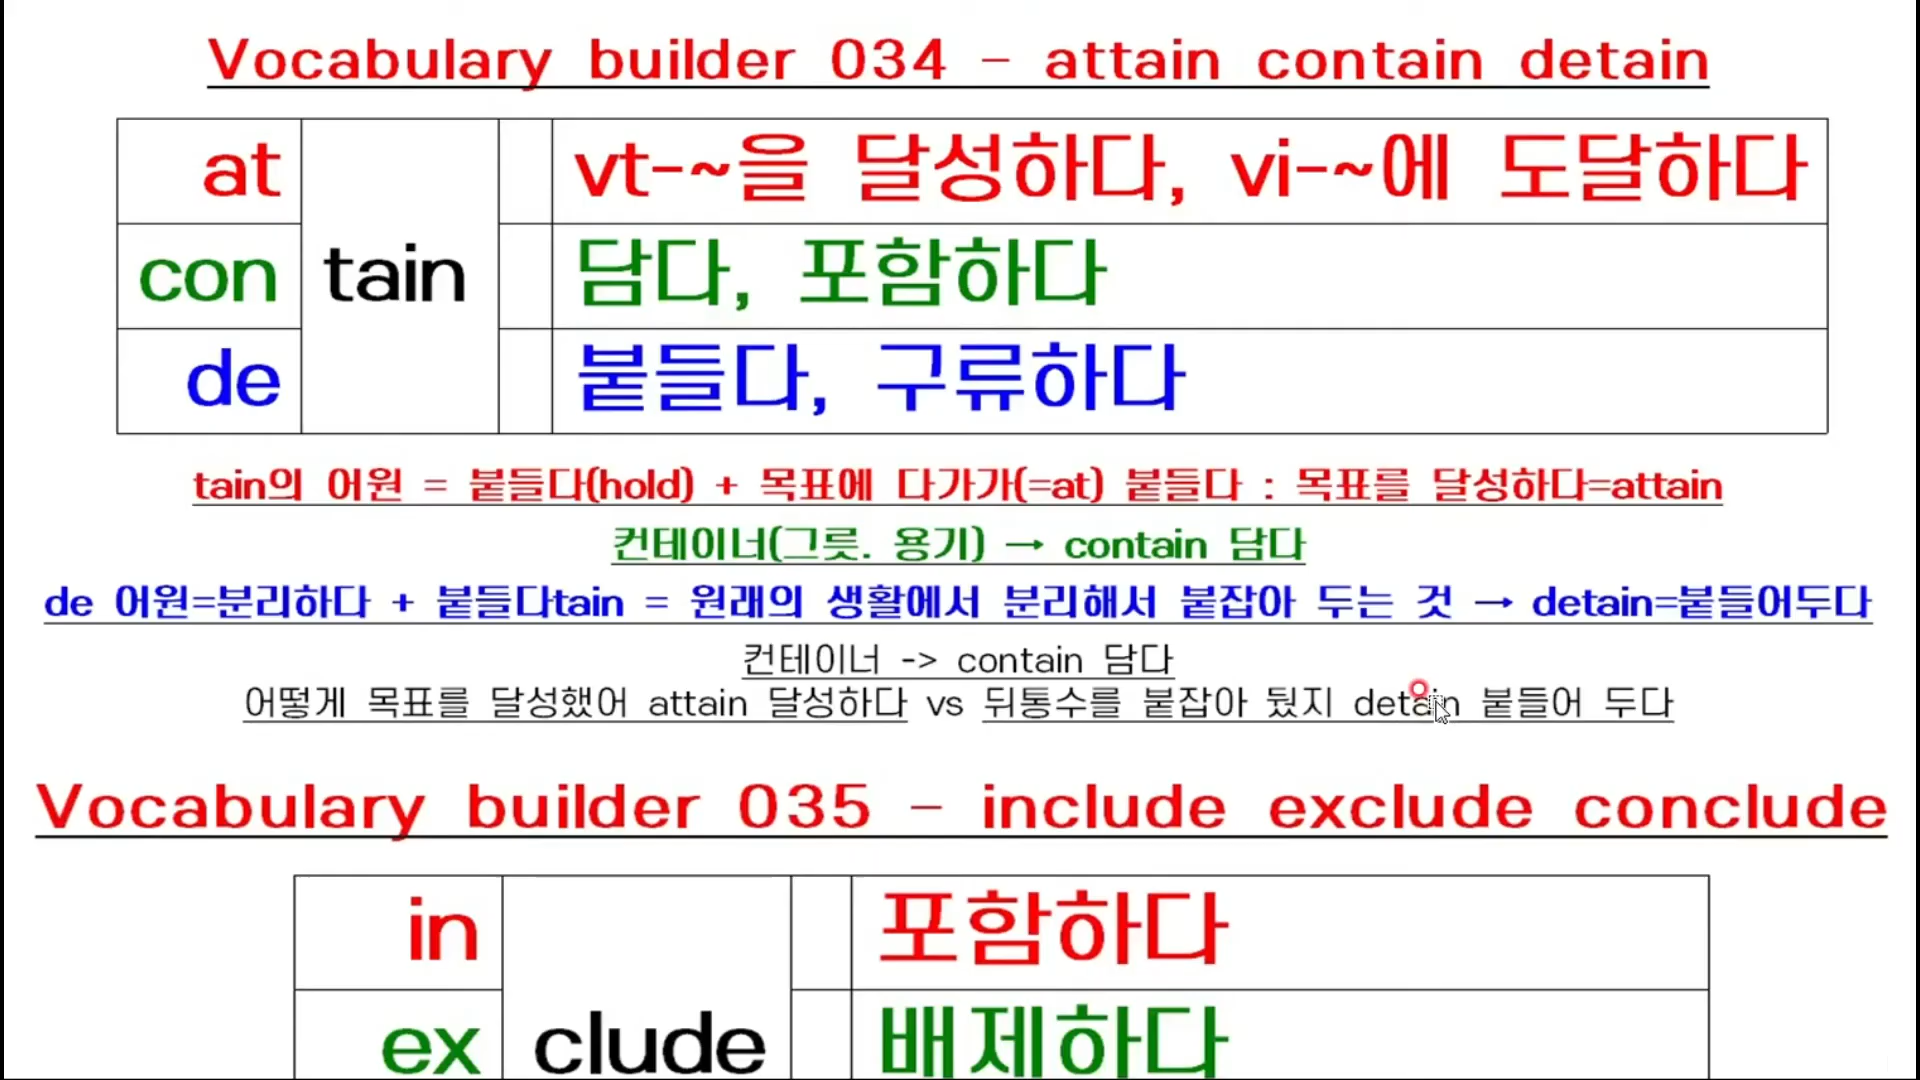 Vocabulary builder 034 - attain contain detain
at vt-~을 달성하다, vi-~에 도달하다
con tain 담다, 포함하다
de 붙들다, 구류하다
tain의 어원 = 붙들다(hold) + 목표에 다가가(=at) 붙들다 : 목표를 달성하다=attain
컨테이너(그릇. 용기) → contain 담다
de 어원=분리하다 + 붙들다tain = 원래의 생활에서 분리해서 붙잡아 두는 것 → detain=붙들어두다
컨테이너 -> contain 담다
어떻게 목표를 달성했어 attain 달성하다 vs 뒤통수를 붙잡아 뒀지 detain 붙들어 두다
Vocabulary builder 035 - include exclude conclude
in 포함하다
ex clude 배제하다